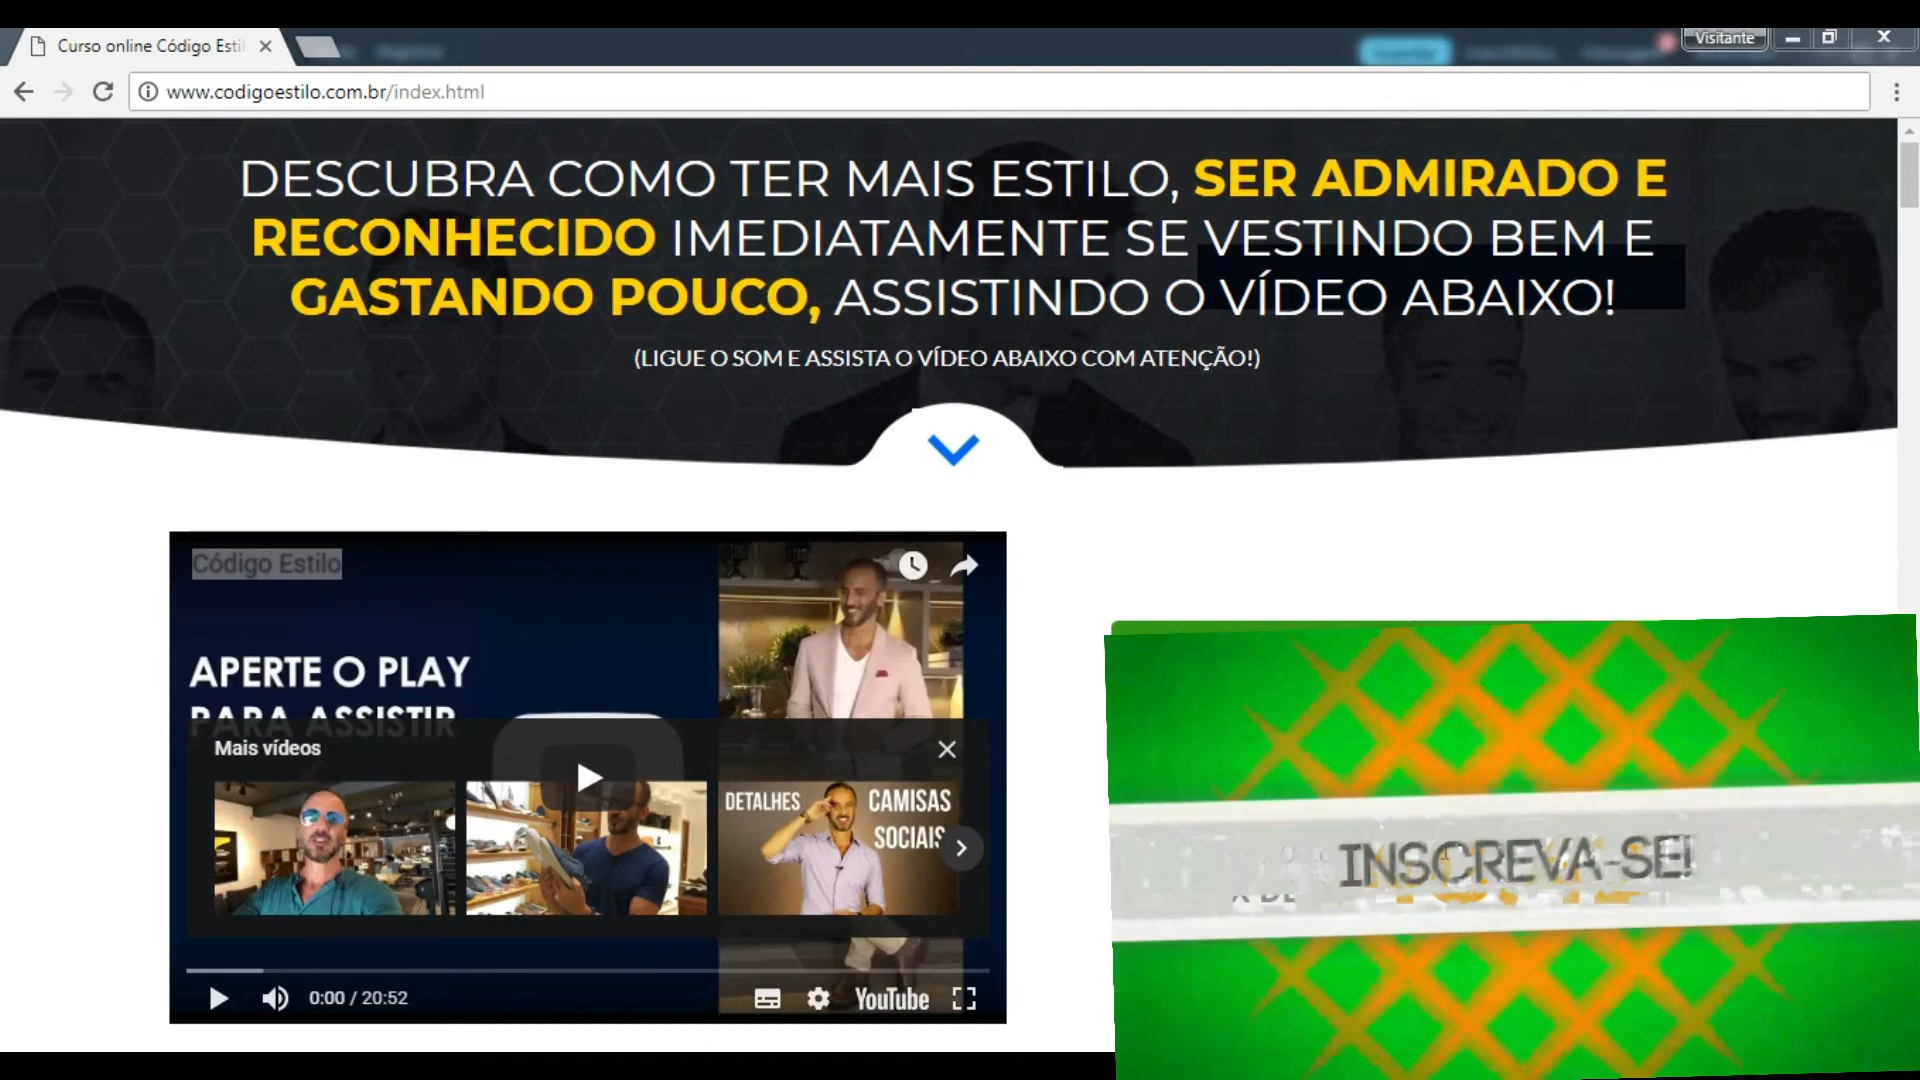 Curso online Código Esti
Visitante
www.codigoestilo.com.br/index.html
DESCUBRA COMO TER MAIS ESTILO, SER ADMIRADO E
RECONHECIDO IMEDIATAMENTE SE VESTINDO BEM E
GASTANDO POUCO, ASSISTINDO O VÍDEO ABAIXO!
(LIGUE O SOM E ASSISTA O VÍDEO ABAIXO COM ATENÇÃO!)
Código Estilo
APERTE O PLAY
PARA ASSISTIR
Mais vídeos
DETALHES CAMISAS
SOCIAIS
0:00 / 20:52
YouTube
INSCREVA-SE!